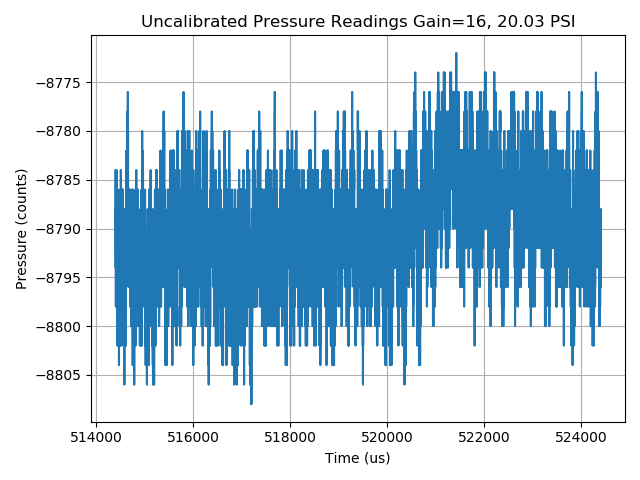 Uncalibrated Pressure Readings Gain=16, 20.03 PSI
Pressure (counts)
−8775
−8780
−8785
−8790
−8795
−8800
−8805
514000 516000 518000 520000 522000 524000
Time (us)